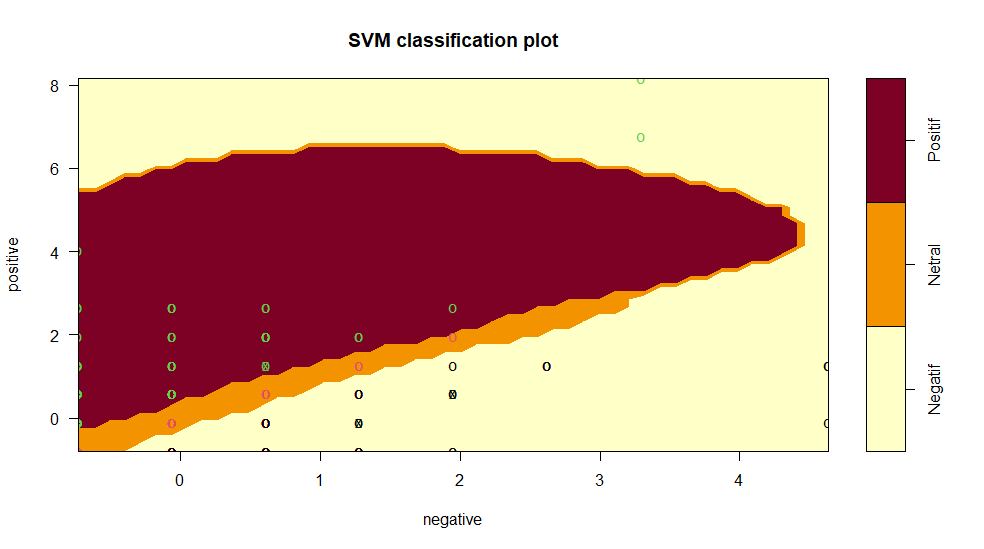 SVM classification plot
8
6
4
2
0
positive
0 1 2 3 4
negative
Positif
Netral
Negatif